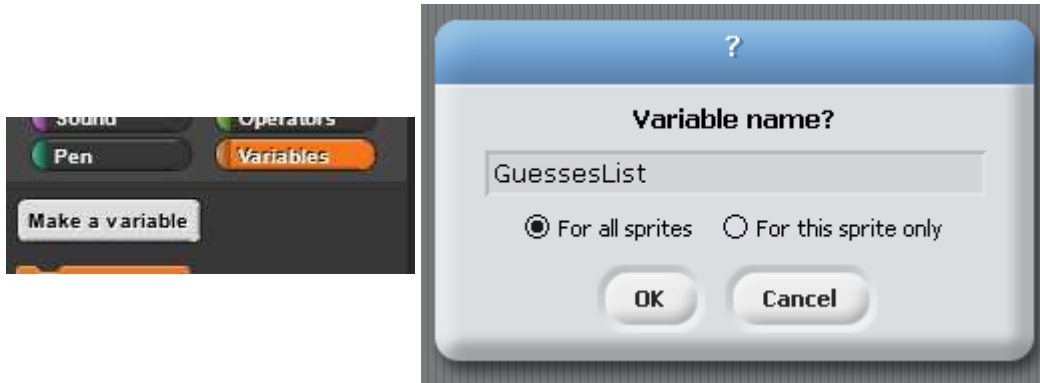 Sound Operators
Pen Variables
Make a variable
?
Variable name?
GuessesList
For all sprites For this sprite only
OK Cancel